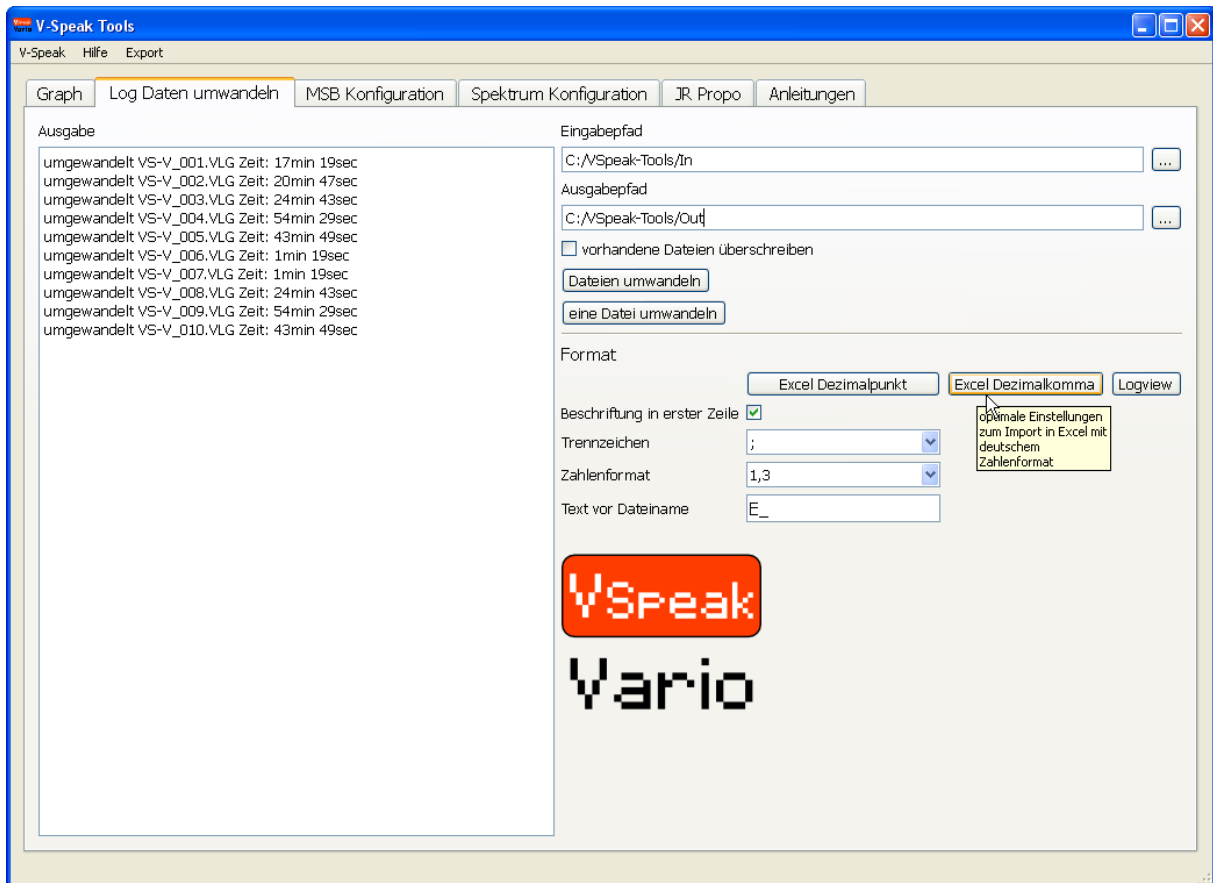 V-Speak Tools
V-Speak Hilfe Export
Graph Log Daten umwandeln MSB Konfiguration Spektrum Konfiguration JR Propo Anleitungen
Ausgabe
umgewandelt VS-V_001.VLG Zeit: 17min 19sec
umgewandelt VS-V_002.VLG Zeit: 20min 47sec
umgewandelt VS-V_003.VLG Zeit: 24min 43sec
umgewandelt VS-V_004.VLG Zeit: 54min 29sec
umgewandelt VS-V_005.VLG Zeit: 43min 49sec
umgewandelt VS-V_006.VLG Zeit: 1min 19sec
umgewandelt VS-V_007.VLG Zeit: 1min 19sec
umgewandelt VS-V_008.VLG Zeit: 24min 43sec
umgewandelt VS-V_009.VLG Zeit: 54min 29sec
umgewandelt VS-V_010.VLG Zeit: 43min 49sec
Eingabepfad
C:/VSpeak-Tools/In ...
Ausgabepfad
C:/VSpeak-Tools/Out ...
vorhandene Dateien überschreiben
Dateien umwandeln
eine Datei umwandeln
Format
Excel Dezimalpunkt Excel Dezimalkomma Logview
Beschriftung in erster Zeile
optimale Einstellungen
zum Import in Excel mit
deutschem
Zahlenformat
Trennzeichen ;
Zahlenformat 1,3
Text vor Dateiname E_
VSpeak
Vario